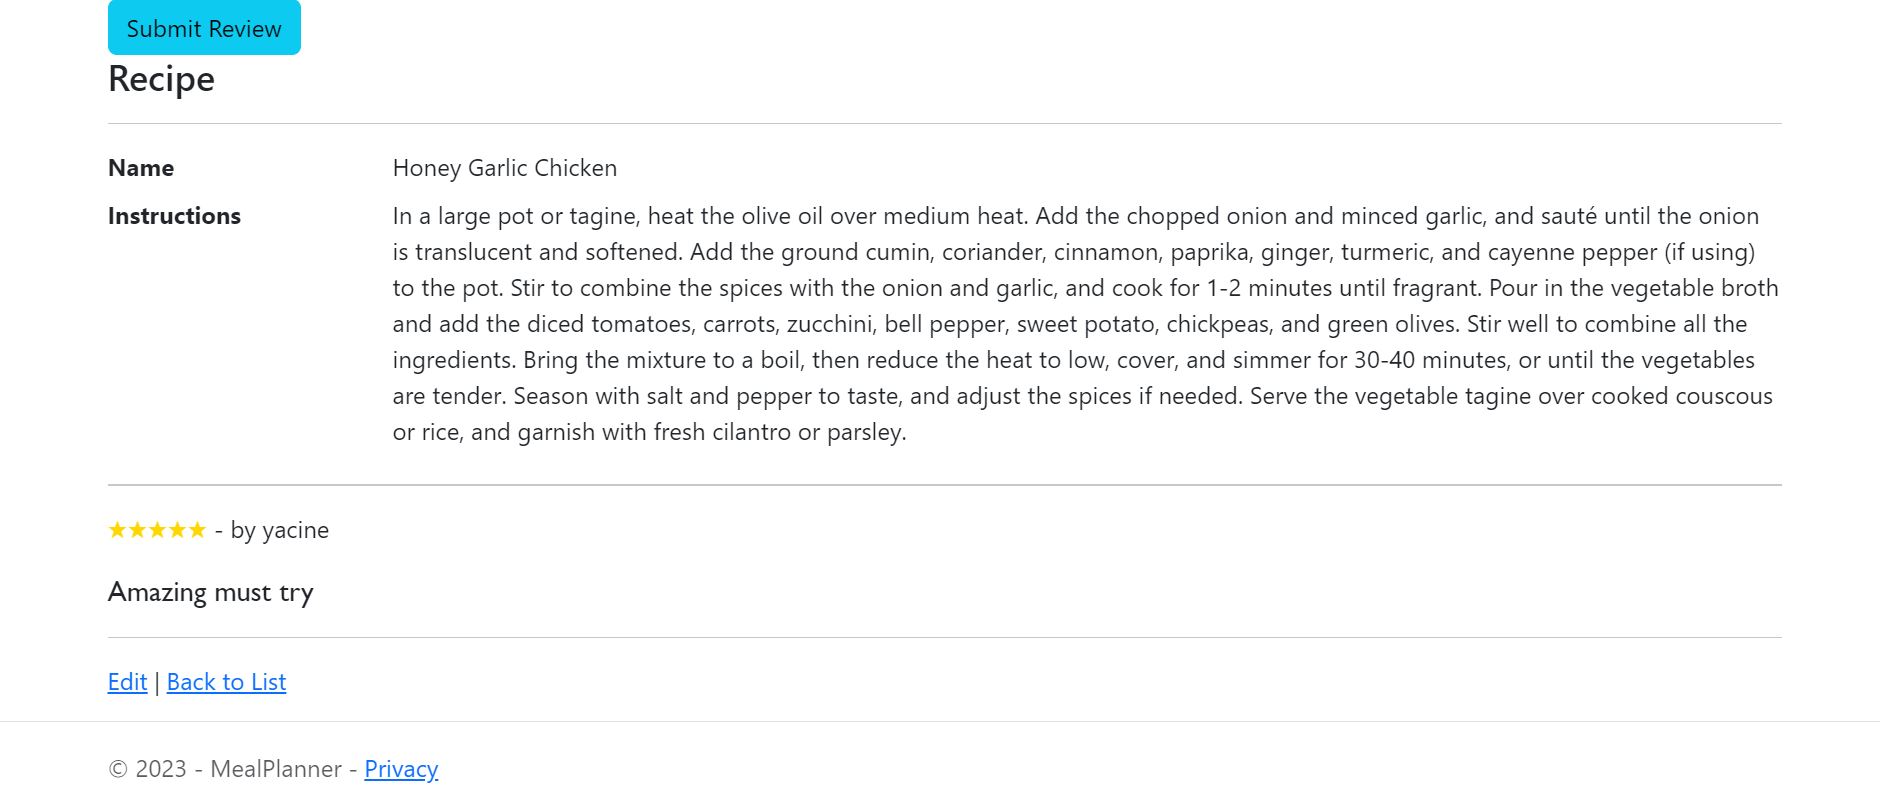 Submit Review
Recipe
Name Honey Garlic Chicken
Instructions In a large pot or tagine, heat the olive oil over medium heat. Add the chopped onion and minced garlic, and sauté until the onion
is translucent and softened. Add the ground cumin, coriander, cinnamon, paprika, ginger, turmeric, and cayenne pepper (if using)
to the pot. Stir to combine the spices with the onion and garlic, and cook for 1-2 minutes until fragrant. Pour in the vegetable broth
and add the diced tomatoes, carrots, zucchini, bell pepper, sweet potato, chickpeas, and green olives. Stir well to combine all the
ingredients. Bring the mixture to a boil, then reduce the heat to low, cover, and simmer for 30-40 minutes, or until the vegetables
are tender. Season with salt and pepper to taste, and adjust the spices if needed. Serve the vegetable tagine over cooked couscous
or rice, and garnish with fresh cilantro or parsley.
★★★★★ - by yacine
Amazing must try
Edit | Back to List
© 2023 - MealPlanner - Privacy